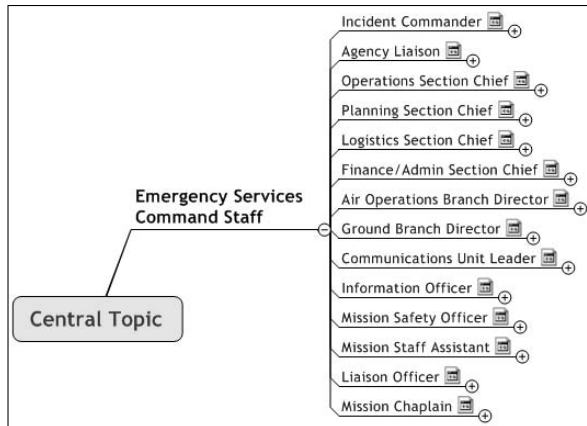 Incident Commander
Agency Liaison
Operations Section Chief
Planning Section Chief
Logistics Section Chief
Finance/Admin Section Chief
Emergency Services
Command Staff
Air Operations Branch Director
Ground Branch Director
Communications Unit Leader
Information Officer
Central Topic
Mission Safety Officer
Mission Staff Assistant
Liaison Officer
Mission Chaplain